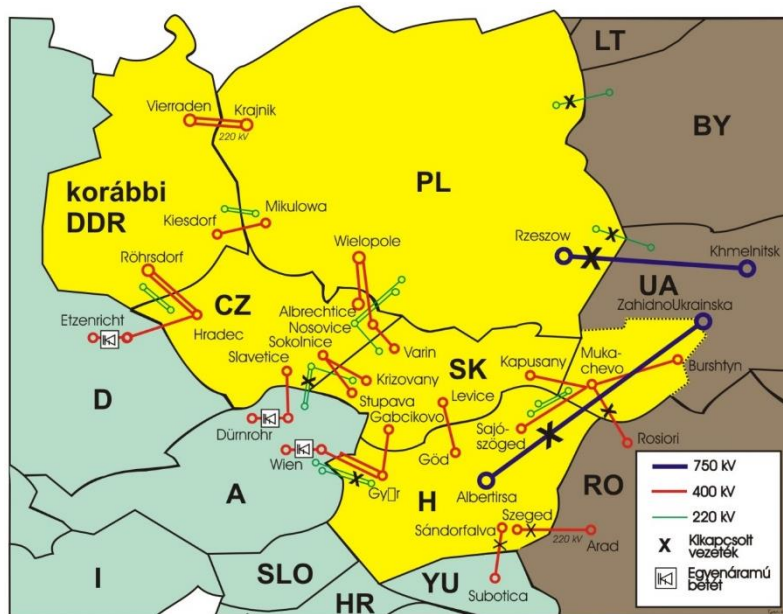 LT
BY
Vierraden
Krajnik
220 kV
korábbi
DDR
PL
Kiesdorf
Mikulowa
Wielopole
Rzeszow
Khmelnitsk
Röhrsdorf
UA
ZahidnoUkrainska
CZ
Albrechtice
Nosovice
Etzenricht
Hradec
Sokolnice
Slavetice
Varin
SK
Kapusany
Muka-
chevo
Burshtyn
Krizovany
Stupava
Levice
Gabcikovo
D
Dürnrohr
Sajó-
szöged
Rosiori
Wien
Göd
A
Gy□r
H
Albertirsa
RO
Szeged
Sándorfalva
220 kV
Arad
I
SLO
HR
YU
Subotica
750 kV
400 kV
220 kV
X
Kikapcsolt
vezeték
Egyenáramú
betét